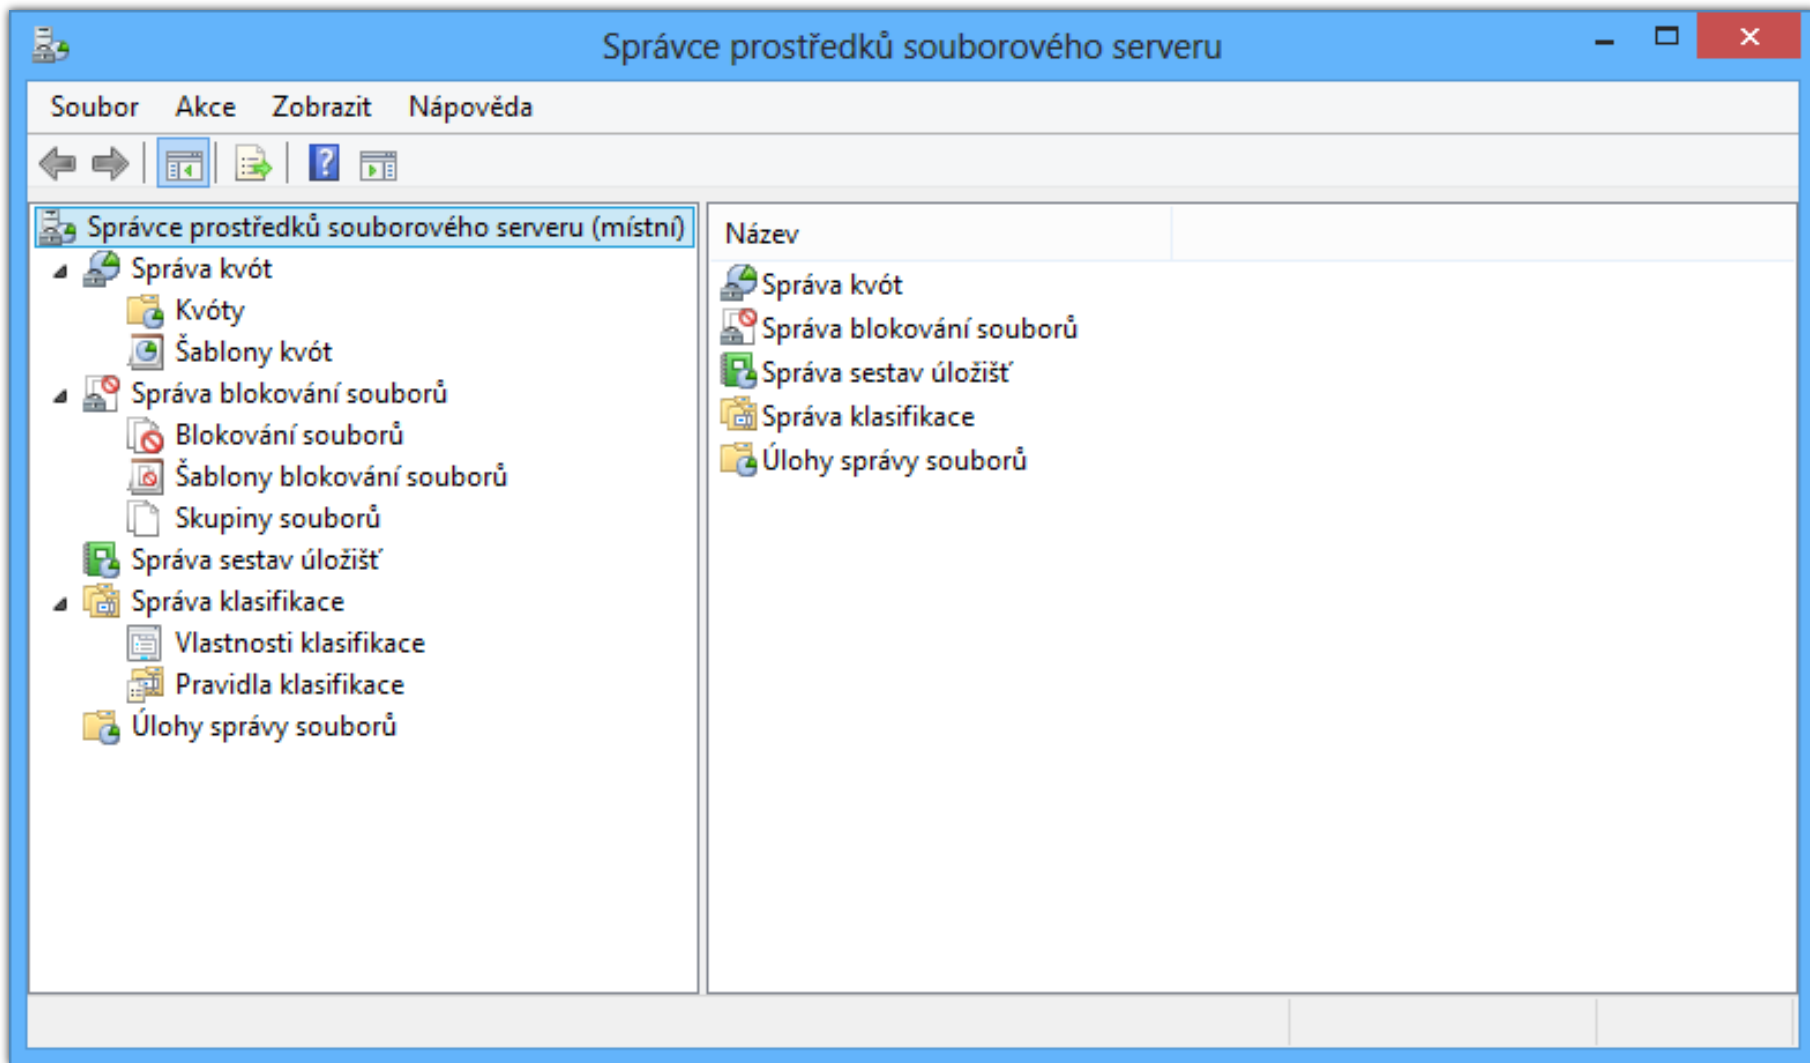 Správce prostředků souborového serveru
Soubor Akce Zobrazit Nápověda
Správce prostředků souborového serveru (místní)
Správa kvót
Kvóty
Šablony kvót
Správa blokování souborů
Blokování souborů
Šablony blokování souborů
Skupiny souborů
Správa sestav úložišť
Správa klasifikace
Vlastnosti klasifikace
Pravidla klasifikace
Úlohy správy souborů
Název
Správa kvót
Správa blokování souborů
Správa sestav úložišť
Správa klasifikace
Úlohy správy souborů